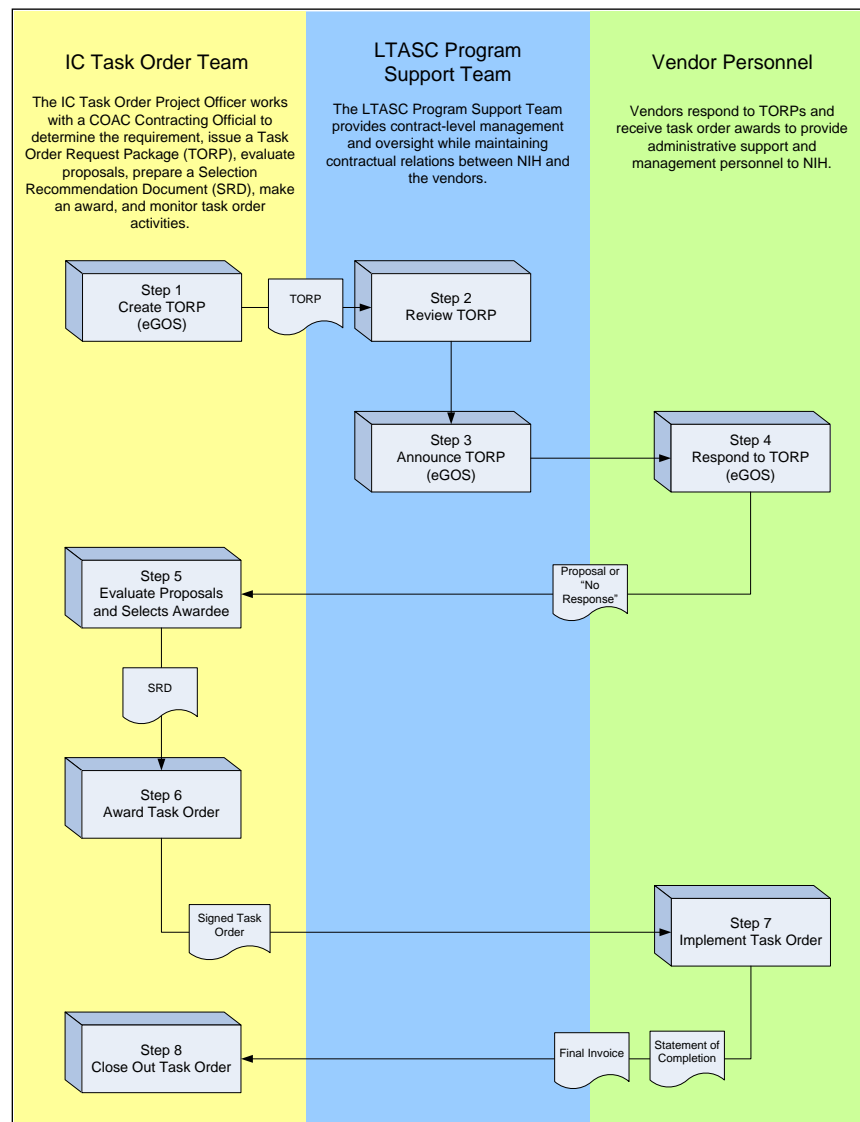 IC Task Order Team
The IC Task Order Project Officer works
with a COAC Contracting Official to
determine the requirement, issue a Task
Order Request Package (TORP), evaluate
proposals, prepare a Selection
Recommendation Document (SRD), make
an award, and monitor task order
activities.
LTASC Program
Support Team
The LTASC Program Support Team
provides contract-level management
and oversight while maintaining
contractual relations between NIH and
the vendors.
Vendor Personnel
Vendors respond to TORPs and
receive task order awards to provide
administrative support and
management personnel to NIH.
Step 1
Create TORP
(eGOS)
TORP
Step 2
Review TORP
Step 3
Announce TORP
(eGOS)
Step 4
Respond to TORP
(eGOS)
Proposal or
“No
Response”
Step 5
Evaluate Proposals
and Selects Awardee
SRD
Step 6
Award Task Order
Signed Task
Order
Step 7
Implement Task Order
Statement of
Completion
Final Invoice
Step 8
Close Out Task Order